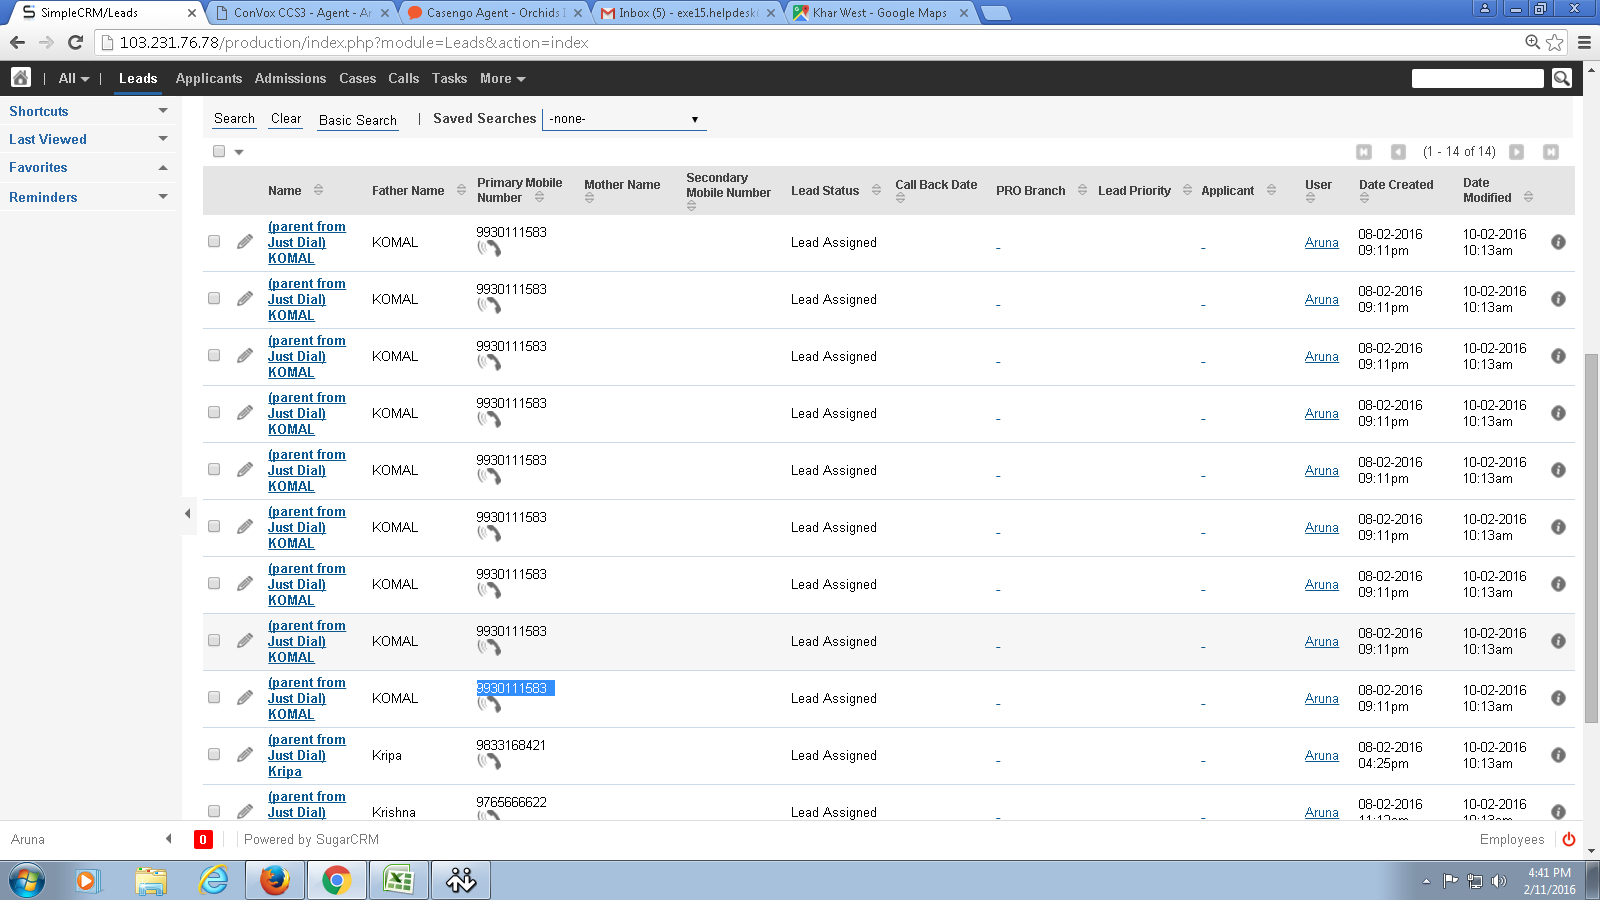 SimpleCRM/Leads
ConVox CCS3 - Agent - Ar
Casengo Agent - Orchids I
Inbox (5) - exe15.helpdesk
Khar West - Google Maps
103.231.76.78/production/index.php?module=Leads&action=index
All Leads Applicants Admissions Cases Calls Tasks More
Shortcuts
Last Viewed
Favorites
Reminders
Search Clear Basic Search | Saved Searches -none-
(1 - 14 of 14)
Name Father Name Primary Mobile Number Mother Name Secondary Mobile Number Lead Status Call Back Date PRO Branch Lead Priority Applicant User Date Created Date Modified
(parent from Just Dial) KOMAL KOMAL 9930111583 Lead Assigned - - Aruna 08-02-2016 09:11pm 10-02-2016 10:13am
(parent from Just Dial) KOMAL KOMAL 9930111583 Lead Assigned - - Aruna 08-02-2016 09:11pm 10-02-2016 10:13am
(parent from Just Dial) KOMAL KOMAL 9930111583 Lead Assigned - - Aruna 08-02-2016 09:11pm 10-02-2016 10:13am
(parent from Just Dial) KOMAL KOMAL 9930111583 Lead Assigned - - Aruna 08-02-2016 09:11pm 10-02-2016 10:13am
(parent from Just Dial) KOMAL KOMAL 9930111583 Lead Assigned - - Aruna 08-02-2016 09:11pm 10-02-2016 10:13am
(parent from Just Dial) KOMAL KOMAL 9930111583 Lead Assigned - - Aruna 08-02-2016 09:11pm 10-02-2016 10:13am
(parent from Just Dial) KOMAL KOMAL 9930111583 Lead Assigned - - Aruna 08-02-2016 09:11pm 10-02-2016 10:13am
(parent from Just Dial) KOMAL KOMAL 9930111583 Lead Assigned - - Aruna 08-02-2016 09:11pm 10-02-2016 10:13am
(parent from Just Dial) KOMAL KOMAL 9930111583 Lead Assigned - - Aruna 08-02-2016 09:11pm 10-02-2016 10:13am
(parent from Just Dial) Kripa Kripa 9833168421 Lead Assigned - - Aruna 08-02-2016 04:25pm 10-02-2016 10:13am
(parent from Just Dial) Krishna 9765666622 Lead Assigned - - Aruna 08-02-2016 10-02-2016 10:13am
Aruna 0 Powered by SugarCRM Employees
4:41 PM
2/11/2016